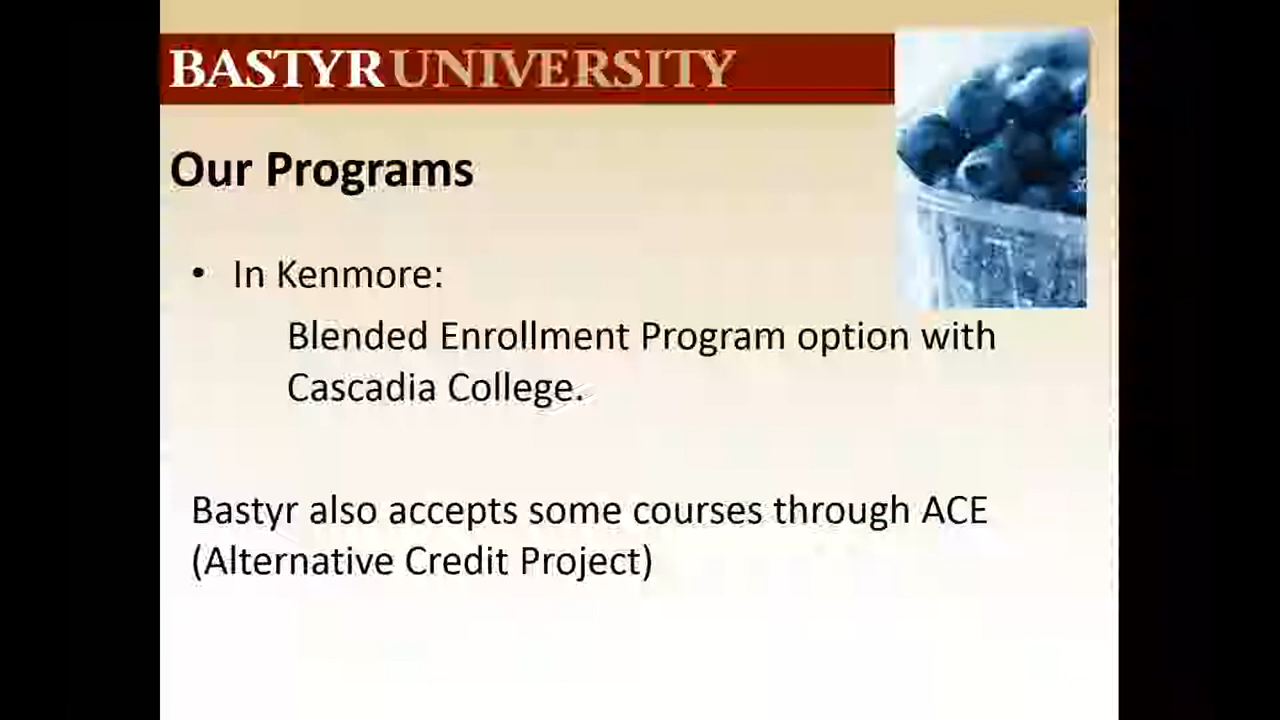 BASTYR UNIVERSITY
Our Programs
• In Kenmore:
Blended Enrollment Program option with
Cascadia College.
Bastyr also accepts some courses through ACE
(Alternative Credit Project)